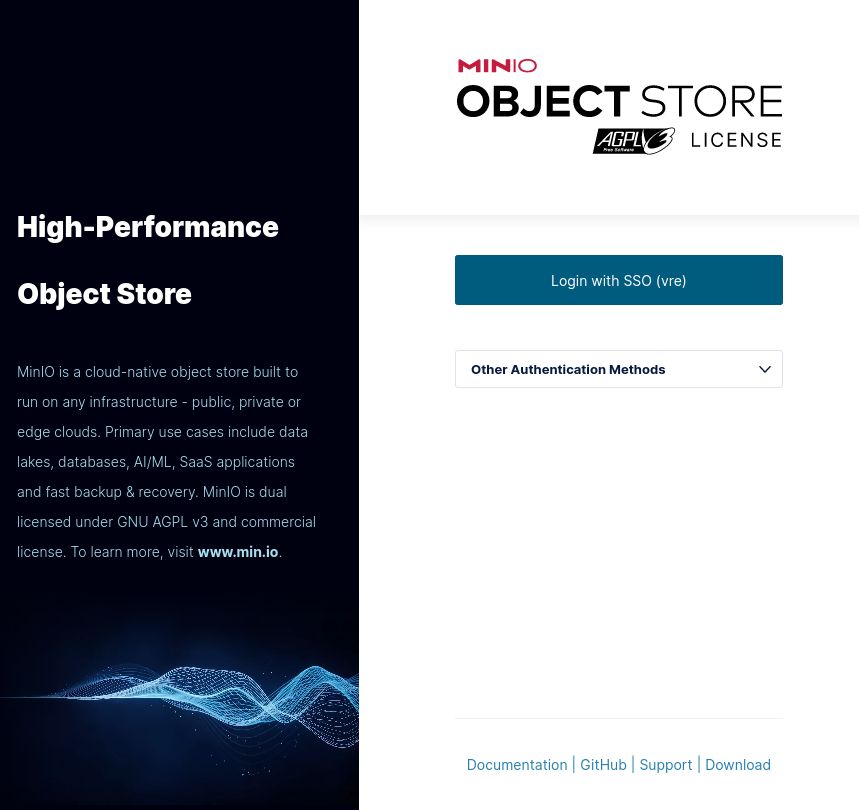 High-Performance
Object Store
MinIO is a cloud-native object store built to
run on any infrastructure - public, private or
edge clouds. Primary use cases include data
lakes, databases, AI/ML, SaaS applications
and fast backup & recovery. MinIO is dual
licensed under GNU AGPL v3 and commercial
license. To learn more, visit www.min.io.
MINIO
OBJECT STORE
AGPLv3 LICENSE
Free Software
Login with SSO (vre)
Other Authentication Methods
Documentation | GitHub | Support | Download